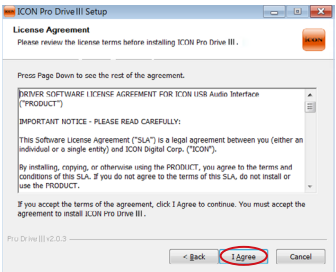 ICON Pro Drive III Setup
License Agreement
Please review the license terms before installing ICON Pro Drive III .
ICON
Press Page Down to see the rest of the agreement.
DRIVER SOFTWARE LICENSE AGREEMENT FOR ICON USB Audio Interface
("PRODUCT")
IMPORTANT NOTICE - PLEASE READ CAREFULLY:
This Software License Agreement ("SLA") is a legal agreement between you (either an
individual or a single entity) and ICON Digital Corp. ("ICON").
By installing, copying, or otherwise using the PRODUCT, you agree to the terms and
conditions of this SLA. If you do not agree to the terms of this SLA, do not install or
use the PRODUCT.
If you accept the terms of the agreement, click I Agree to continue. You must accept the
agreement to install ICON Pro Drive III .
Pro Drive III v2.0.3
< Back I Agree Cancel